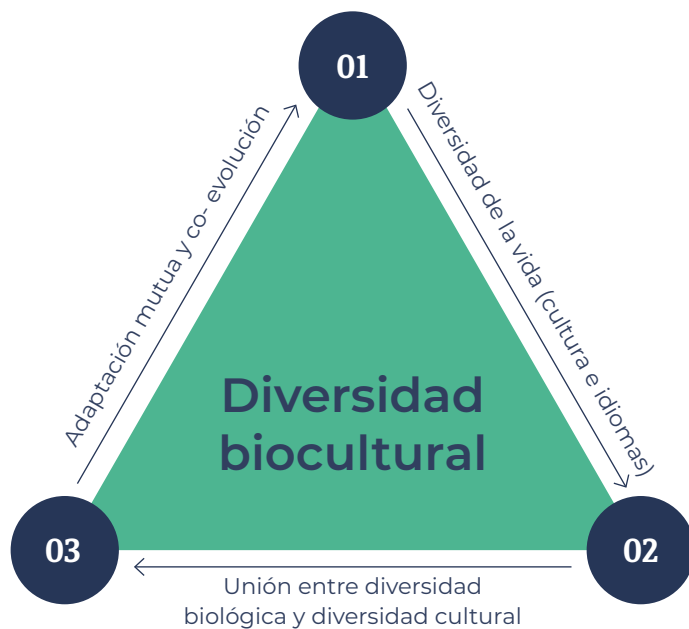 01
Diversidad de la vida (cultura e idiomas)
02
Unión entre diversidad
biológica y diversidad cultural
03
Adaptación mutua y co- evolución
Diversidad
biocultural